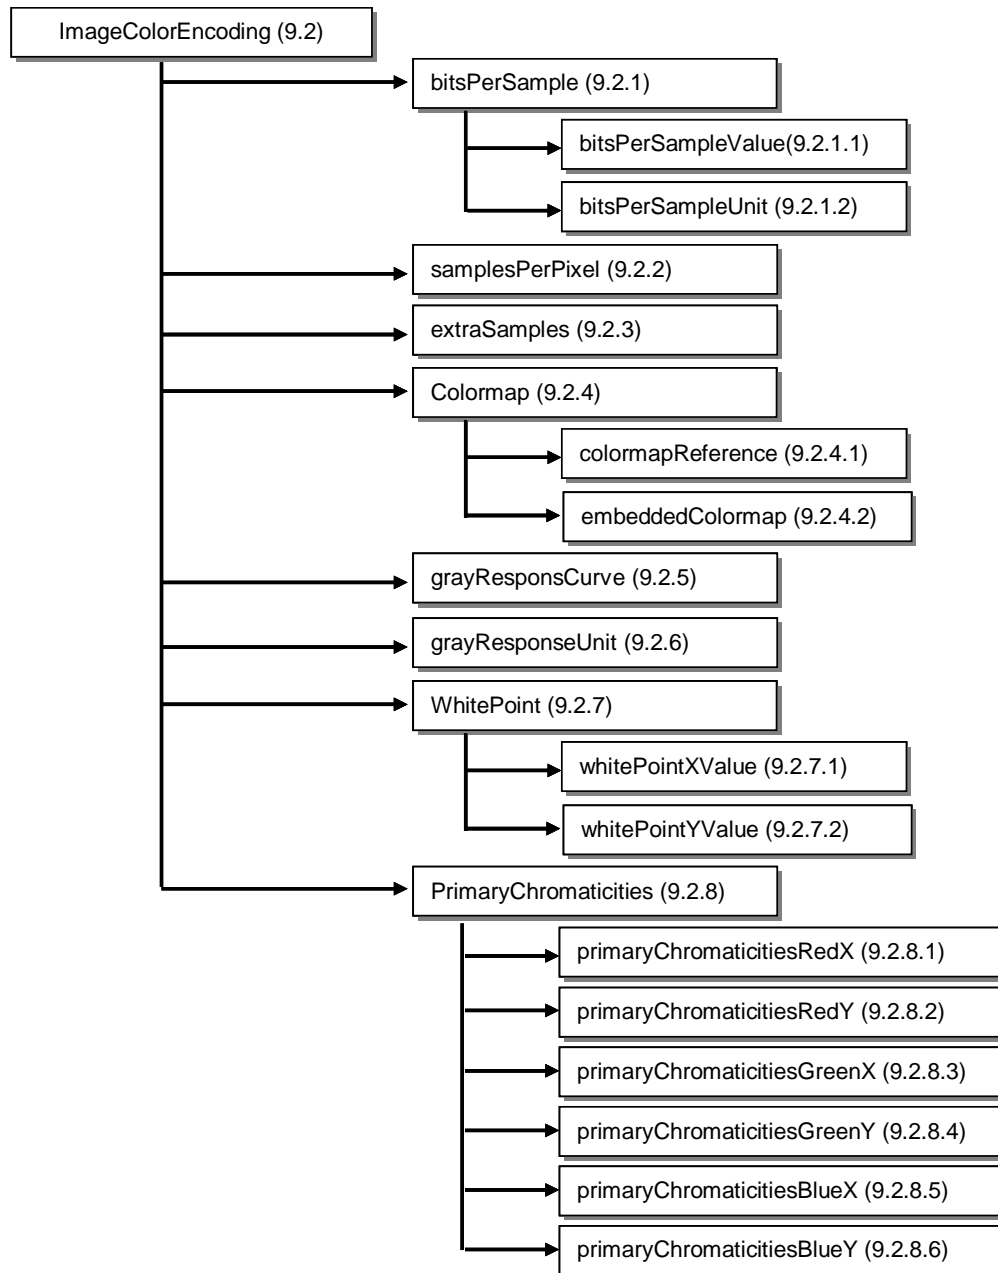 ImageColorEncoding (9.2)
bitsPerSample (9.2.1)
bitsPerSampleValue(9.2.1.1)
bitsPerSampleUnit (9.2.1.2)
samplesPerPixel (9.2.2)
extraSamples (9.2.3)
Colormap (9.2.4)
colormapReference (9.2.4.1)
embeddedColormap (9.2.4.2)
grayResponsCurve (9.2.5)
grayResponseUnit (9.2.6)
WhitePoint (9.2.7)
whitePointXValue (9.2.7.1)
whitePointYValue (9.2.7.2)
PrimaryChromaticities (9.2.8)
primaryChromaticitiesRedX (9.2.8.1)
primaryChromaticitiesRedY (9.2.8.2)
primaryChromaticitiesGreenX (9.2.8.3)
primaryChromaticitiesGreenY (9.2.8.4)
primaryChromaticitiesBlueX (9.2.8.5)
primaryChromaticitiesBlueY (9.2.8.6)